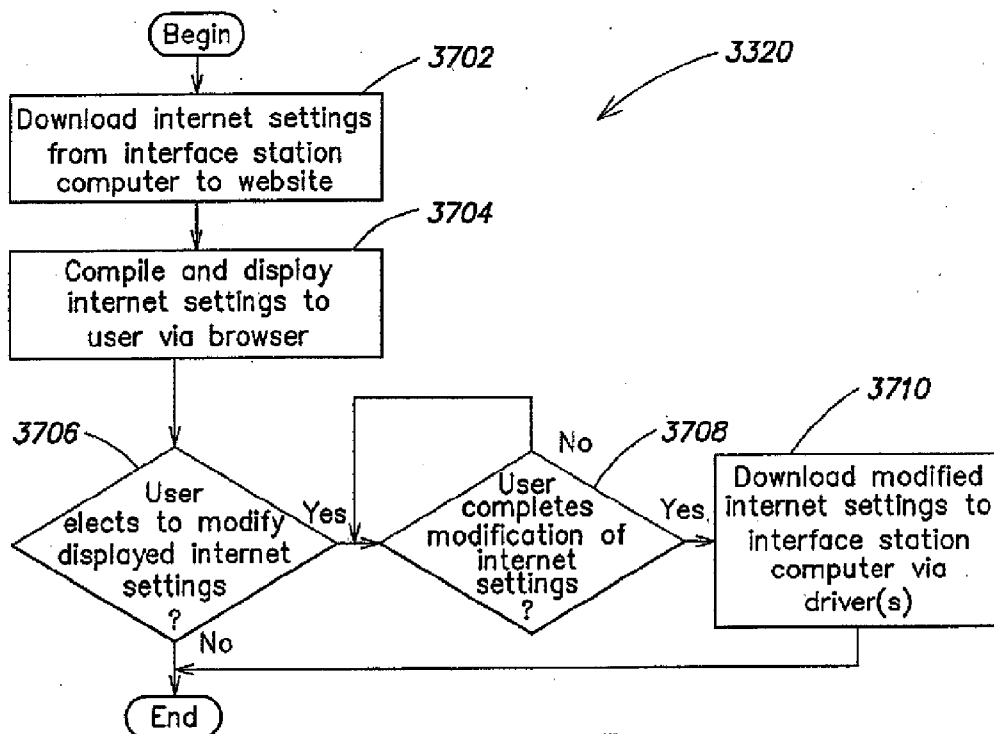 Begin
3702
3320
Download internet settings
from interface station
computer to website
3704
Compile and display
internet settings to
user via browser
3706
User
elects to modify
displayed internet
settings
?
Yes
No
No
3708
User
completes
modification of
internet
settings
?
Yes
3710
Download modified
internet settings to
interface station
computer via
driver(s)
End